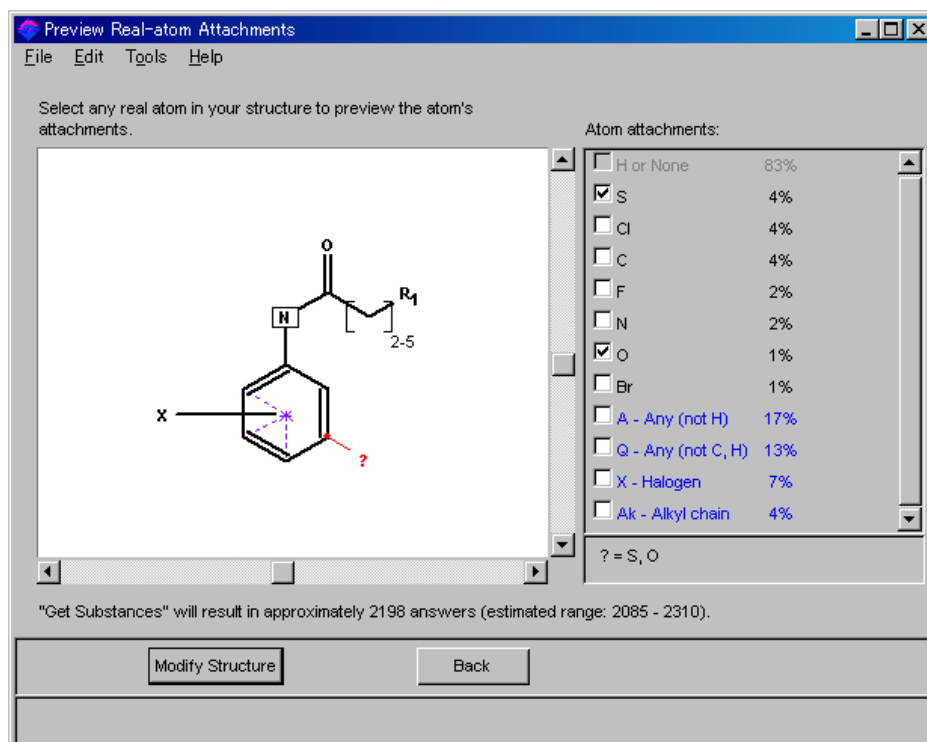 Preview Real-atom Attachments
File Edit Tools Help
Select any real atom in your structure to preview the atom's
attachments.
O
R1
N
2-5
X
?
Atom attachments:
H or None 83%
S 4%
Cl 4%
C 4%
F 2%
N 2%
O 1%
Br 1%
A - Any (not H) 17%
Q - Any (not C, H) 13%
X - Halogen 7%
Ak - Alkyl chain 4%
? = S, O
"Get Substances" will result in approximately 2198 answers (estimated range: 2085 - 2310).
Modify Structure Back